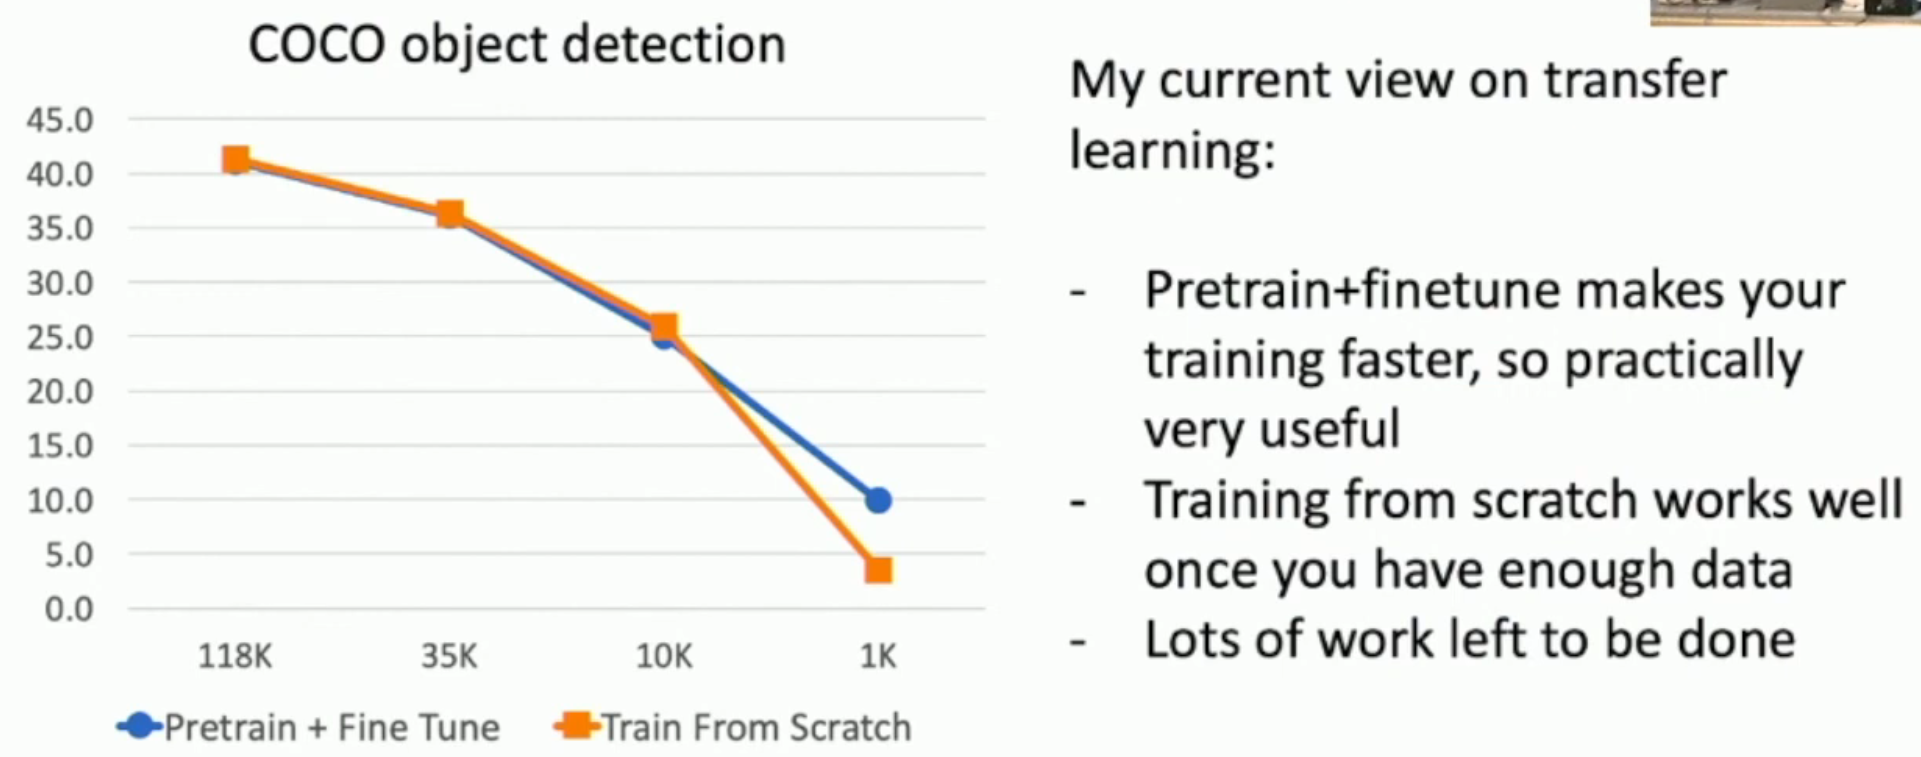 COCO object detection
45.0
40.0
35.0
30.0
25.0
20.0
15.0
10.0
5.0
0.0
118K 35K 10K 1K
Pretrain + Fine Tune Train From Scratch
My current view on transfer
learning:
- Pretrain+finetune makes your
training faster, so practically
very useful
- Training from scratch works well
once you have enough data
- Lots of work left to be done